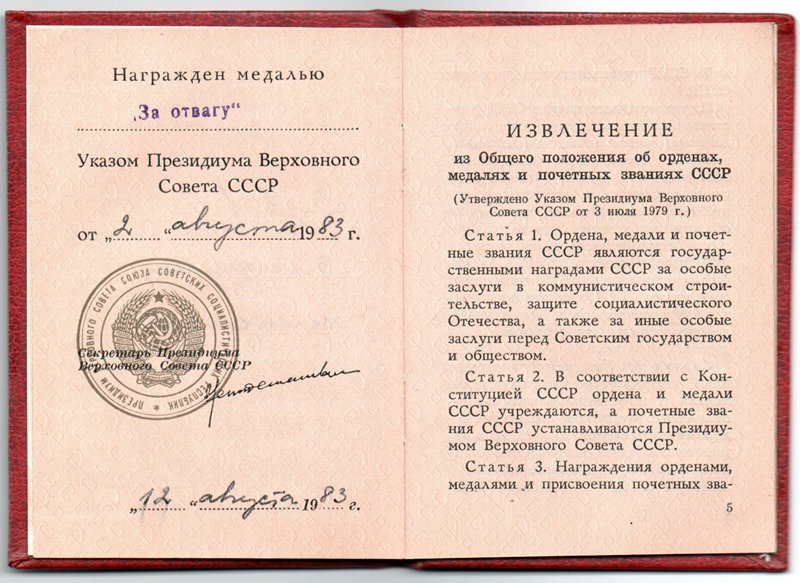 Награжден медалью
„За отвагу“
Указом Президиума Верховного
Совета СССР
от „2 “ августа 1983 г.
ПРЕЗИДИУМ ВЕРХОВНОГО СОВЕТА СОЮЗА СОВЕТСКИХ СОЦИАЛИСТИЧЕСКИХ РЕСПУБЛИК *
Секретарь Президиума
Верховного Совета СССР
„12 “ августа 1983 г.
ИЗВЛЕЧЕНИЕ
из Общего положения об орденах,
медалях и почетных званиях СССР
(Утверждено Указом Президиума Верховного
Совета СССР от 3 июля 1979 г.)
Статья 1. Ордена, медали и почет-
ные звания СССР являются государ-
ственными наградами СССР за особые
заслуги в коммунистическом строи-
тельстве, защите социалистического
Отечества, а также за иные особые
заслуги перед Советским государством
и обществом.
Статья 2. В соответствии с Кон-
ституцией СССР ордена и медали
СССР учреждаются, а почетные зва-
ния СССР устанавливаются Президиу-
мом Верховного Совета СССР.
Статья 3. Награждения орденами,
медалями и присвоения почетных зва-
5